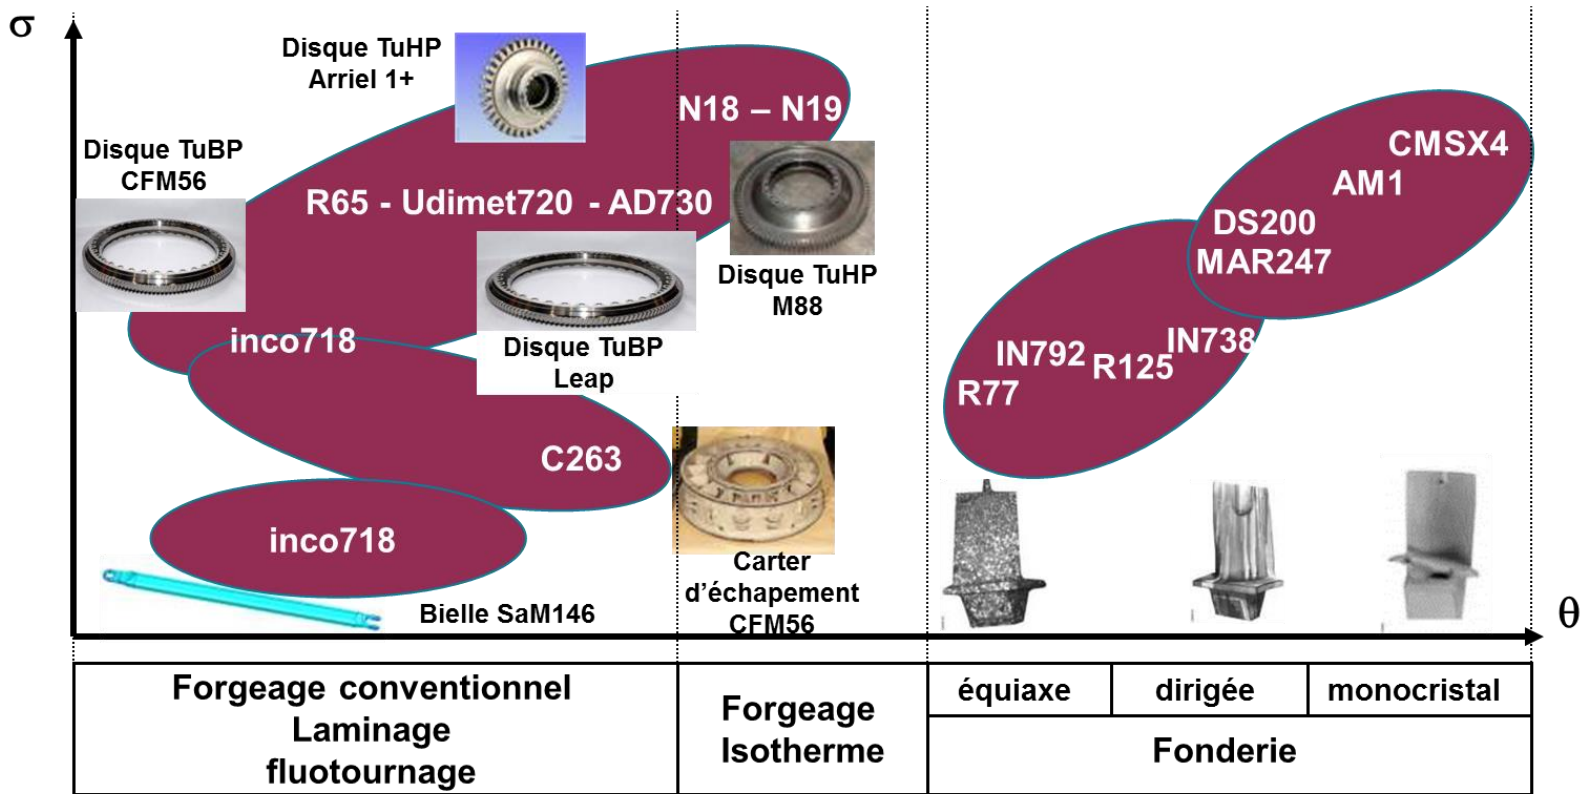 σ
Disque TuHP
Arriel 1+
N18 – N19
CMSX4
Disque TuBP
CFM56
AM1
R65 - Udimet720 - AD730
DS200
MAR247
Disque TuHP
M88
inco718
Disque TuBP
Leap
IN738
IN792
R125
R77
C263
inco718
Carter
d'échapement
CFM56
Bielle SaM146
θ
Forgeage conventionnel
Laminage
fluotournage
Forgeage
Isotherme
équiaxe
dirigée
monocristal
Fonderie